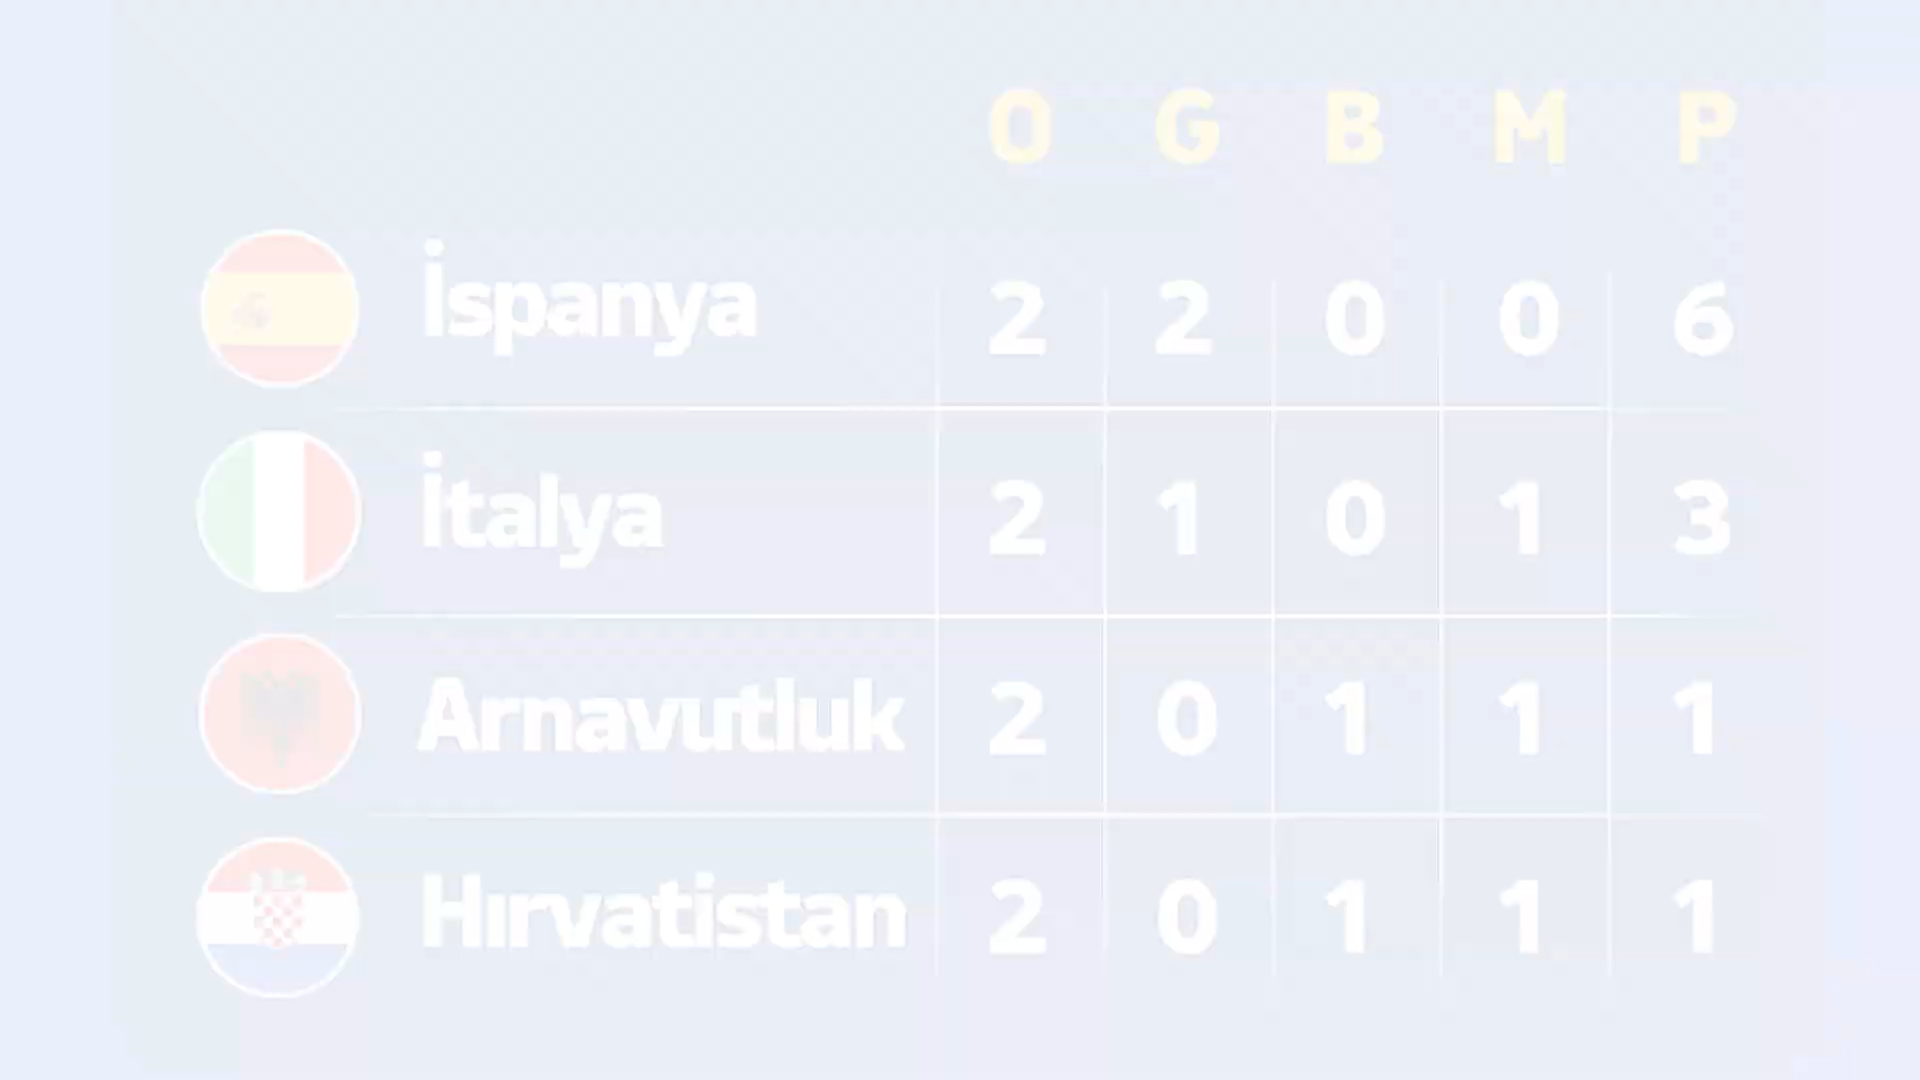 O G B M P
İspanya 2 2 0 0 6
İtalya 2 1 0 1 3
Arnavutluk 2 0 1 1 1
Hırvatistan 2 0 1 1 1